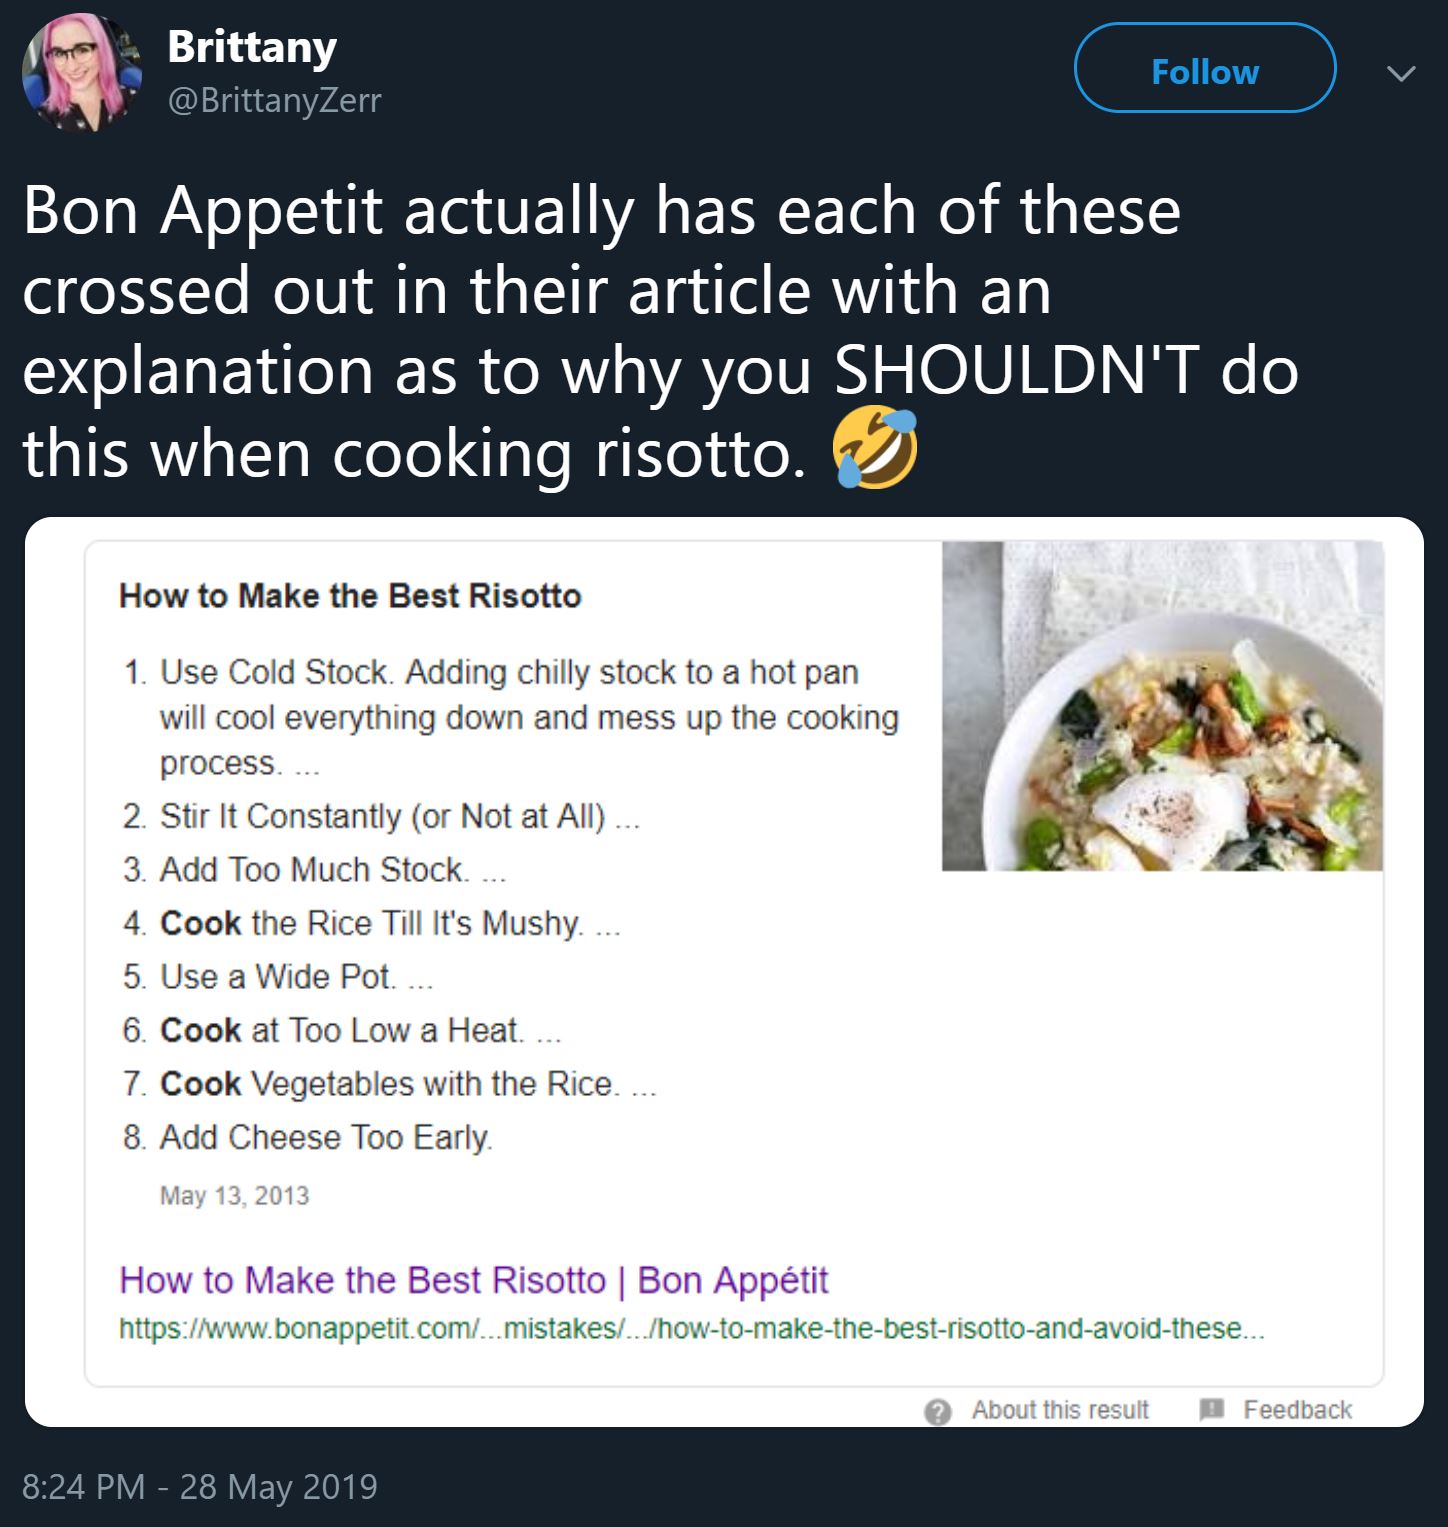 Brittany
@BrittanyZerr
Follow
Bon Appetit actually has each of these
crossed out in their article with an
explanation as to why you SHOULDN'T do
this when cooking risotto. 🤣
How to Make the Best Risotto
1. Use Cold Stock. Adding chilly stock to a hot pan
will cool everything down and mess up the cooking
process. ...
2. Stir It Constantly (or Not at All) ...
3. Add Too Much Stock. ...
4. Cook the Rice Till It's Mushy. ...
5. Use a Wide Pot. ...
6. Cook at Too Low a Heat. ...
7. Cook Vegetables with the Rice. ...
8. Add Cheese Too Early.
May 13, 2013
How to Make the Best Risotto | Bon Appétit
https://www.bonappetit.com/...mistakes/.../how-to-make-the-best-risotto-and-avoid-these...
About this result Feedback
8:24 PM - 28 May 2019